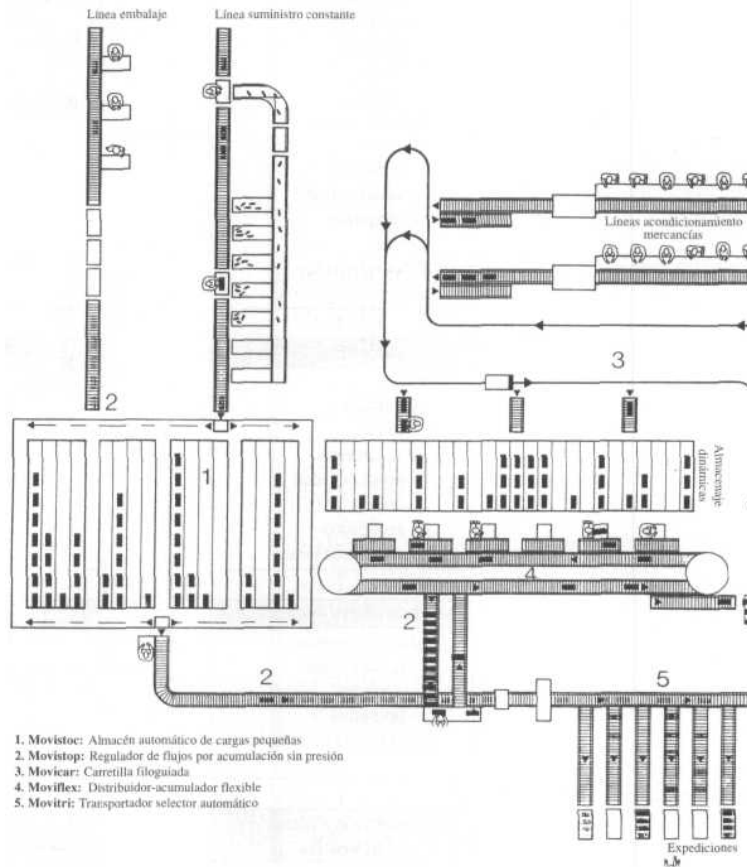 Línea embalaje
Línea suministro constante
Líneas acondicionamiento
mercancías
3
2
Almacenaje
dinámicas
1
4
2
2
5
1. Movistoc: Almacén automático de cargas pequeñas
2. Movistop: Regulador de flujos por acumulación sin presión
3. Movicar: Carretilla filoguiada
4. Moviflex: Distribuidor-acumulador flexible
5. Movitri: Transportador selector automático
Expediciones